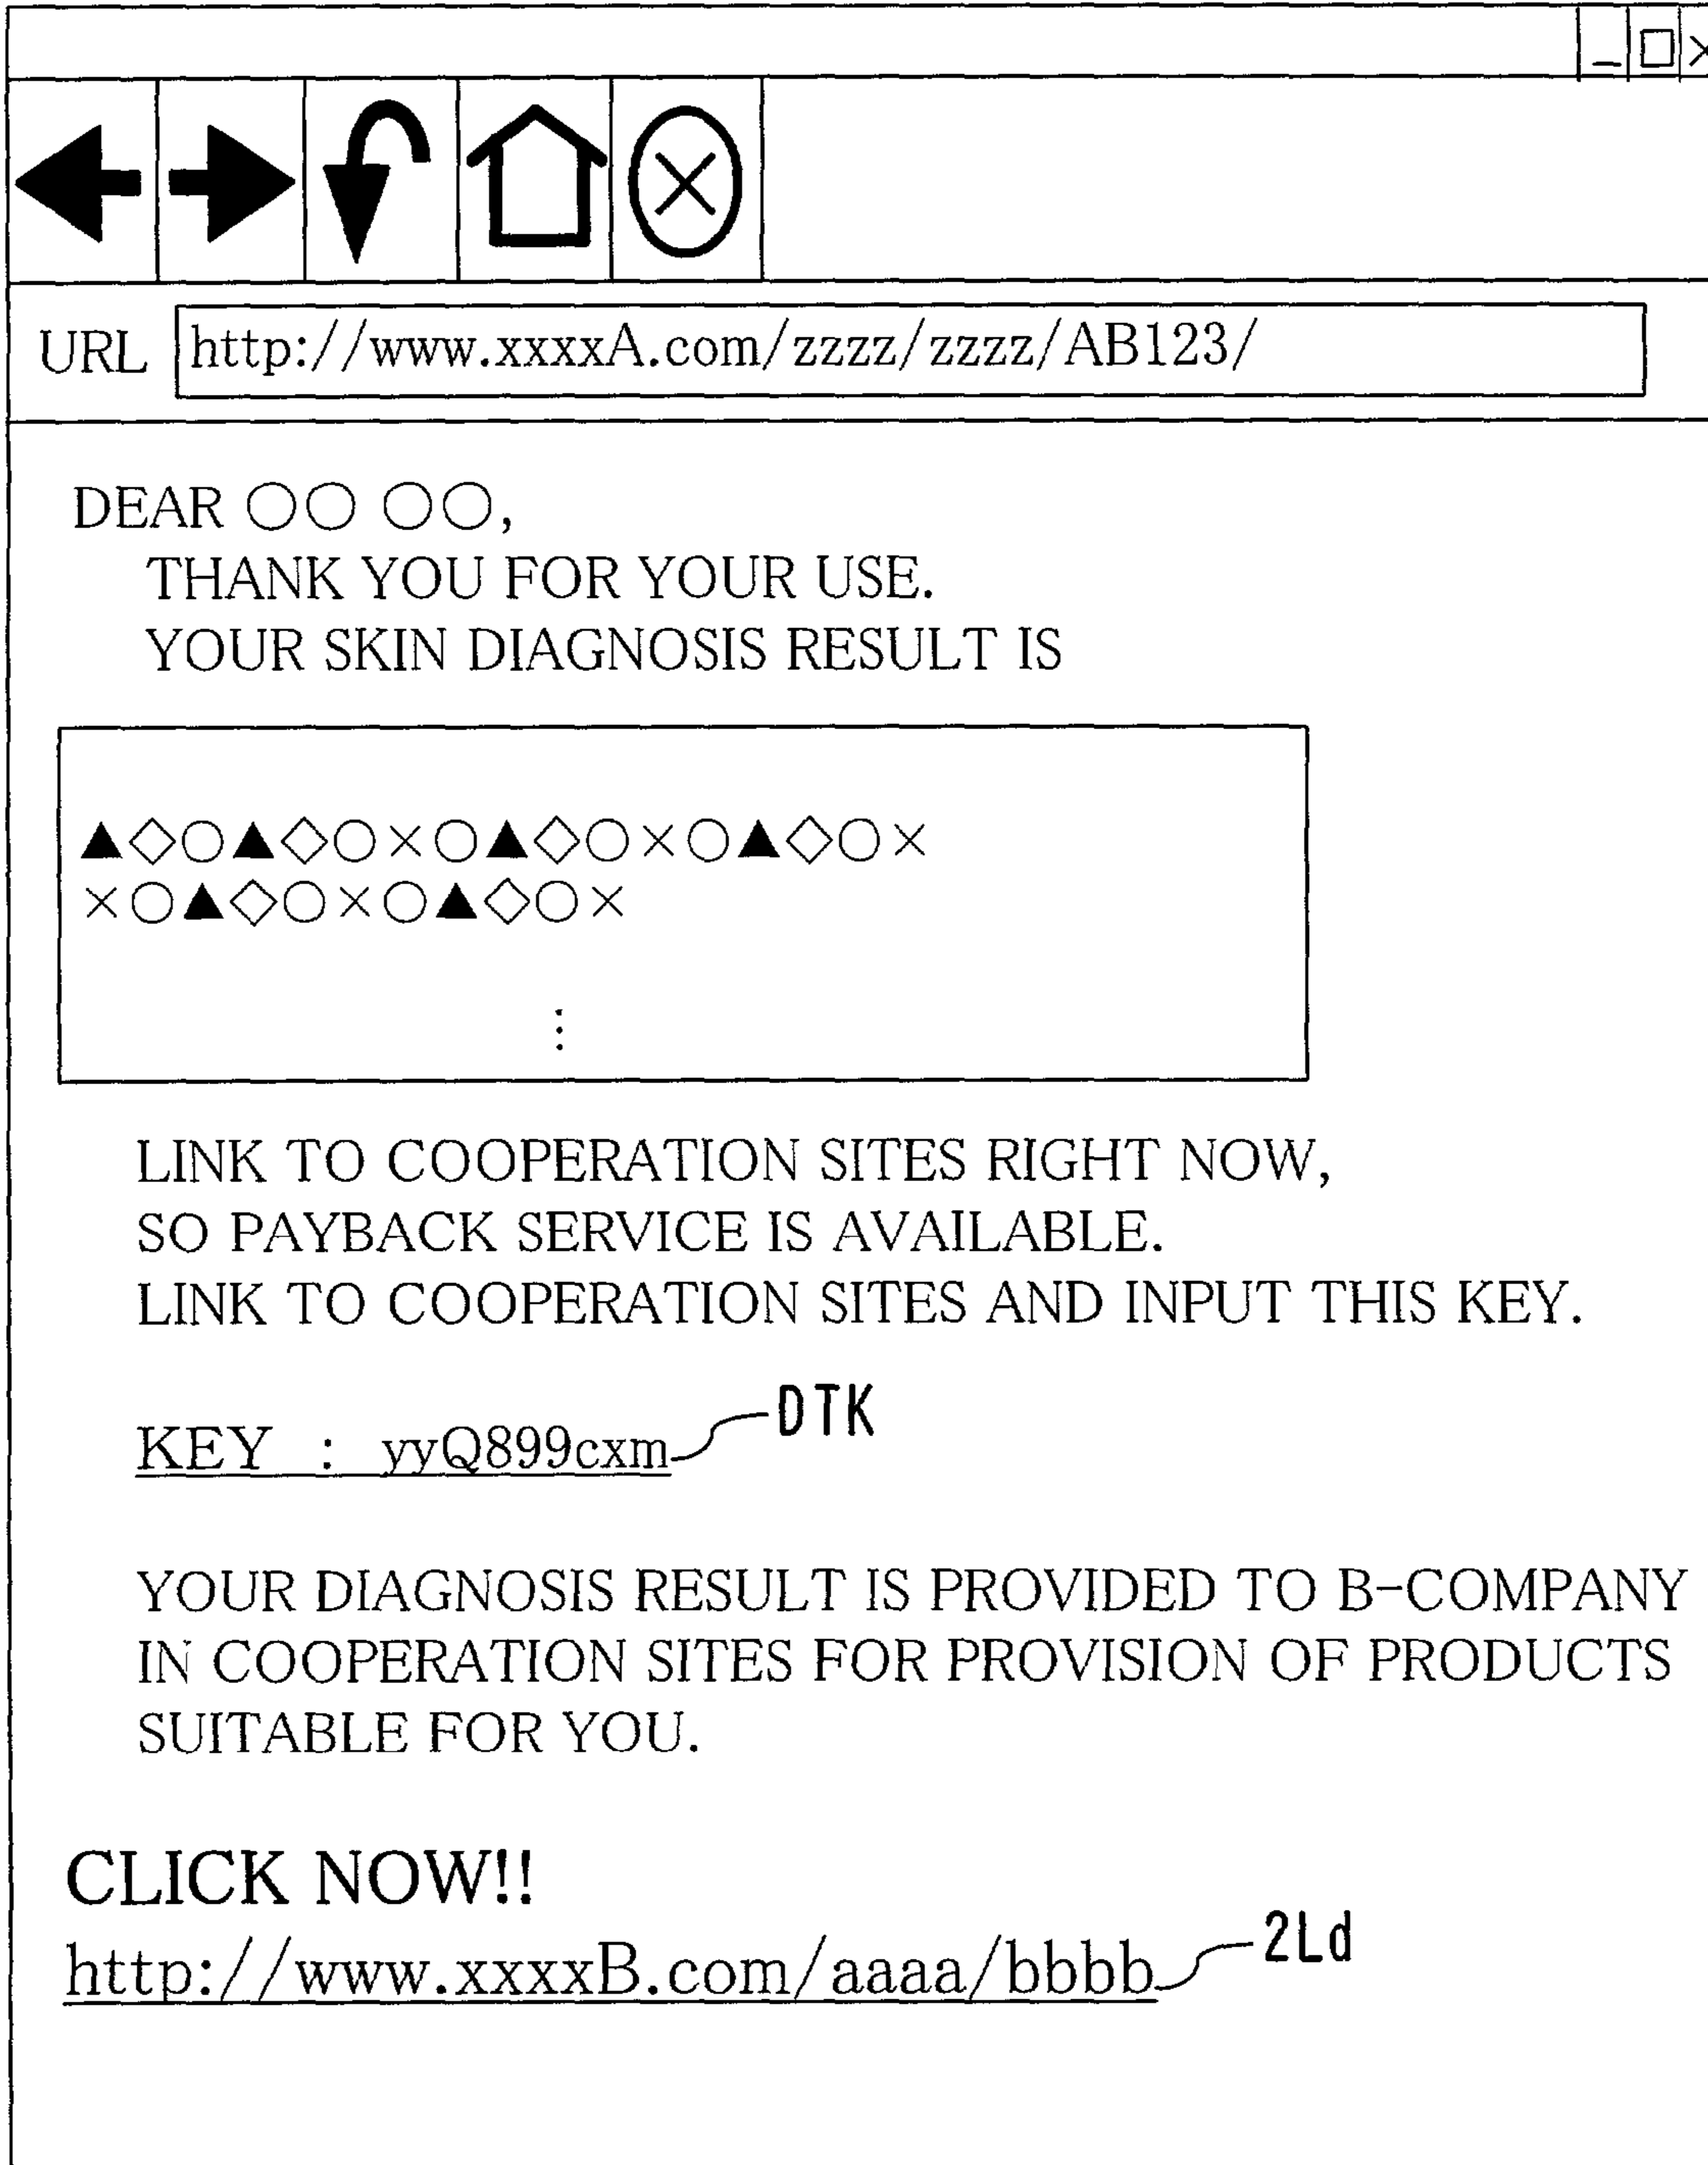 URL http://www.xxxxA.com/zzzz/zzzz/AB123/
DEAR ○○ ○○,
THANK YOU FOR YOUR USE.
YOUR SKIN DIAGNOSIS RESULT IS
▲◇○▲◇○×○▲◇○×○▲◇○×
×○▲◇○×○▲◇○×
⋮
LINK TO COOPERATION SITES RIGHT NOW,
SO PAYBACK SERVICE IS AVAILABLE.
LINK TO COOPERATION SITES AND INPUT THIS KEY.
KEY : yyQ899cxm DTK
YOUR DIAGNOSIS RESULT IS PROVIDED TO B-COMPANY
IN COOPERATION SITES FOR PROVISION OF PRODUCTS
SUITABLE FOR YOU.
CLICK NOW!!
http://www.xxxxB.com/aaaa/bbbb 2Ld